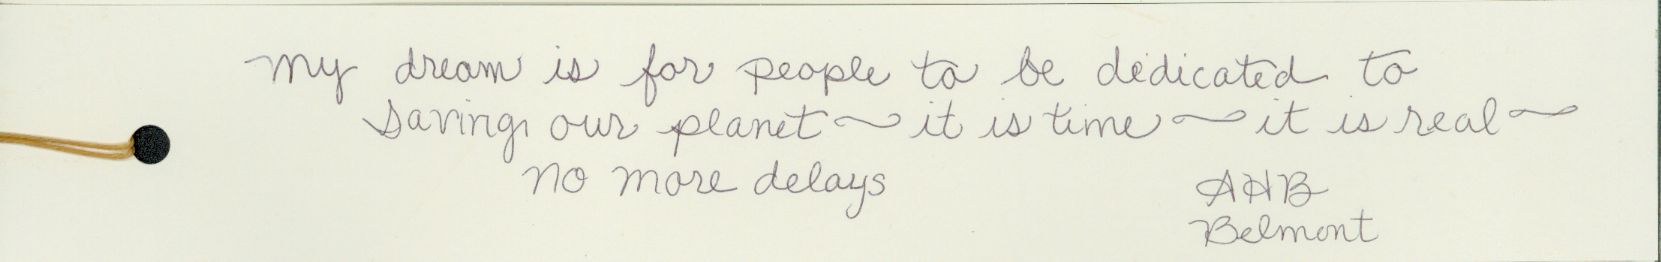 My dream is for people to be dedicated to
saving our planet ~ it is time ~ it is real ~
no more delays
AHB
Belmont